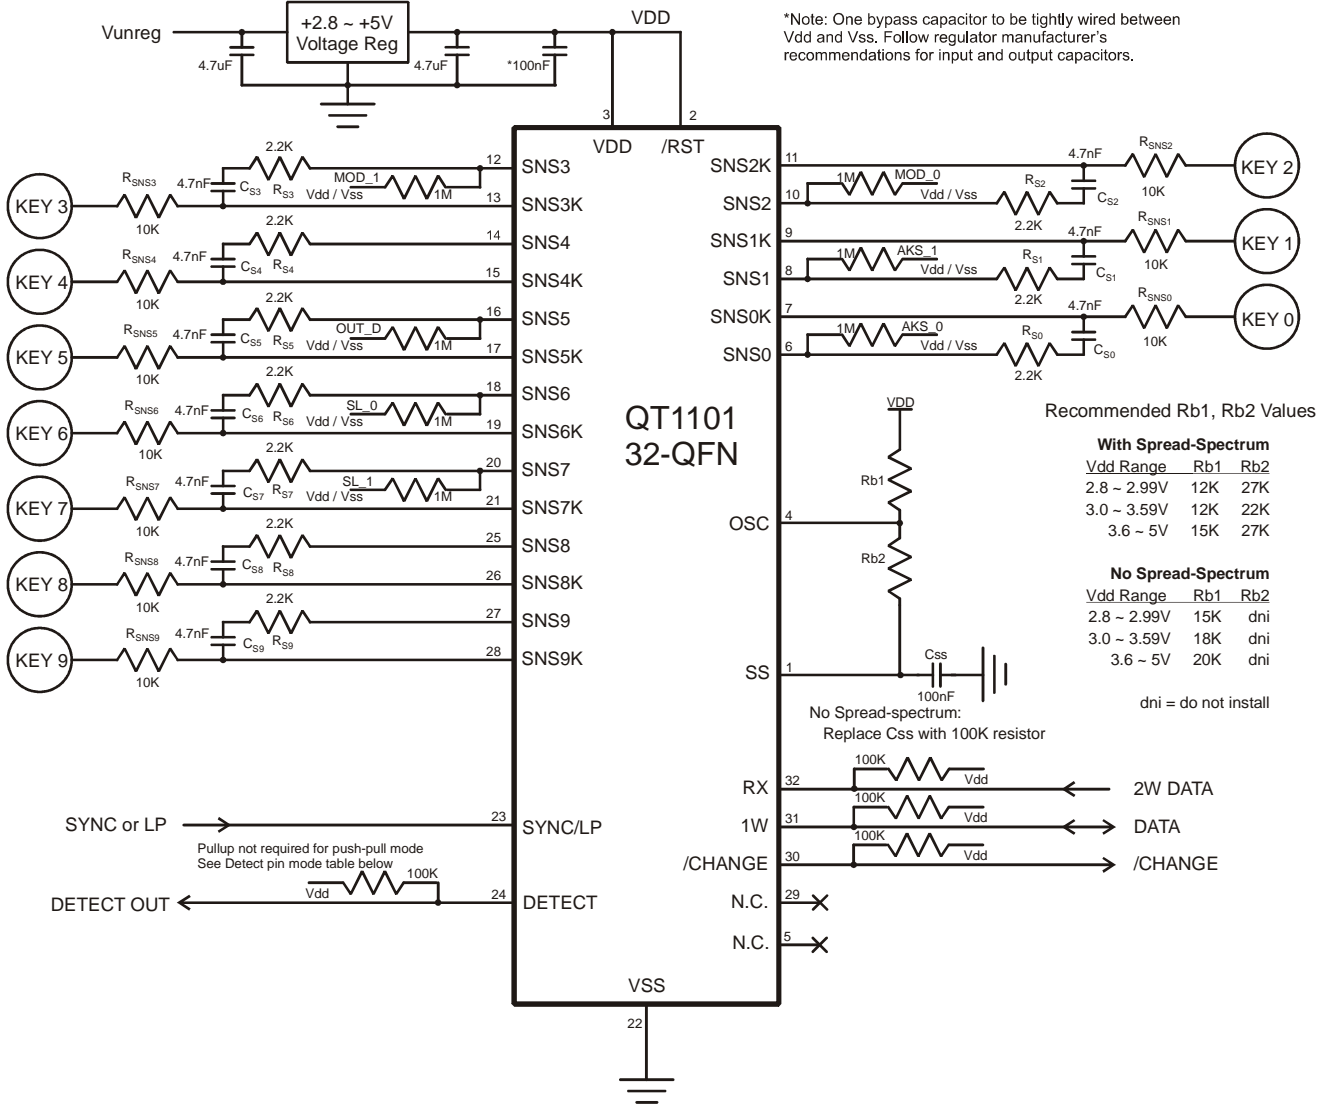 Vunreg
+2.8 ~ +5V
Voltage Reg
VDD
4.7uF
4.7uF
*100nF
*Note: One bypass capacitor to be tightly wired between
Vdd and Vss. Follow regulator manufacturer's
recommendations for input and output capacitors.
3
2
VDD
/RST
KEY 3
RSNS3
10K
4.7nF
CS3
2.2K
RS3
MOD_1
Vdd / Vss
1M
12
SNS3
13
SNS3K
KEY 4
RSNS4
10K
4.7nF
CS4
2.2K
RS4
14
SNS4
15
SNS4K
KEY 5
RSNS5
10K
4.7nF
CS5
2.2K
RS5
OUT_D
Vdd / Vss
1M
16
SNS5
17
SNS5K
KEY 6
RSNS6
10K
4.7nF
CS6
2.2K
RS6
SL_0
Vdd / Vss
1M
18
SNS6
19
SNS6K
KEY 7
RSNS7
10K
4.7nF
CS7
2.2K
RS7
SL_1
Vdd / Vss
1M
20
SNS7
21
SNS7K
KEY 8
RSNS8
10K
4.7nF
CS8
2.2K
RS8
25
SNS8
26
SNS8K
KEY 9
RSNS9
10K
4.7nF
CS9
2.2K
RS9
27
SNS9
28
SNS9K
SYNC or LP
23
SYNC/LP
Pullup not required for push-pull mode
See Detect pin mode table below
Vdd
100K
DETECT OUT
24
DETECT
QT1101
32-QFN
VSS
22
SNS2K
11
4.7nF
RSNS2
10K
KEY 2
SNS2
10
1M
MOD_0
Vdd / Vss
RS2
2.2K
CS2
SNS1K
9
4.7nF
RSNS1
10K
KEY 1
SNS1
8
1M
AKS_1
Vdd / Vss
RS1
2.2K
CS1
SNS0K
7
4.7nF
RSNS0
10K
KEY 0
SNS0
6
1M
AKS_0
Vdd / Vss
RS0
2.2K
CS0
VDD
Rb1
OSC
4
Rb2
SS
1
Css
100nF
No Spread-spectrum:
Replace Css with 100K resistor
Recommended Rb1, Rb2 Values
With Spread-Spectrum
Vdd Range Rb1 Rb2
2.8 ~ 2.99V 12K 27K
3.0 ~ 3.59V 12K 22K
3.6 ~ 5V 15K 27K
No Spread-Spectrum
Vdd Range Rb1 Rb2
2.8 ~ 2.99V 15K dni
3.0 ~ 3.59V 18K dni
3.6 ~ 5V 20K dni
dni = do not install
RX
32
100K
Vdd
2W DATA
1W
31
100K
Vdd
DATA
/CHANGE
30
100K
Vdd
/CHANGE
N.C.
29
N.C.
5